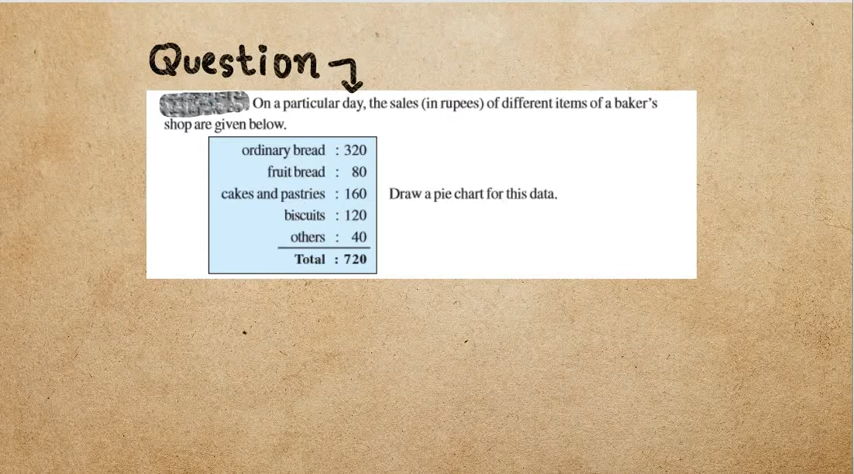 Question
On a particular day, the sales (in rupees) of different items of a baker's
shop are given below.
ordinary bread : 320
fruit bread : 80
cakes and pastries : 160
Draw a pie chart for this data.
biscuits : 120
others : 40
Total : 720